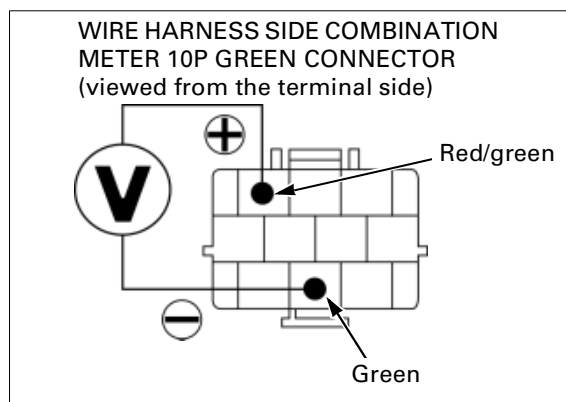 WIRE HARNESS SIDE COMBINATION
METER 10P GREEN CONNECTOR
(viewed from the terminal side)
+
Red/green
V
−
Green